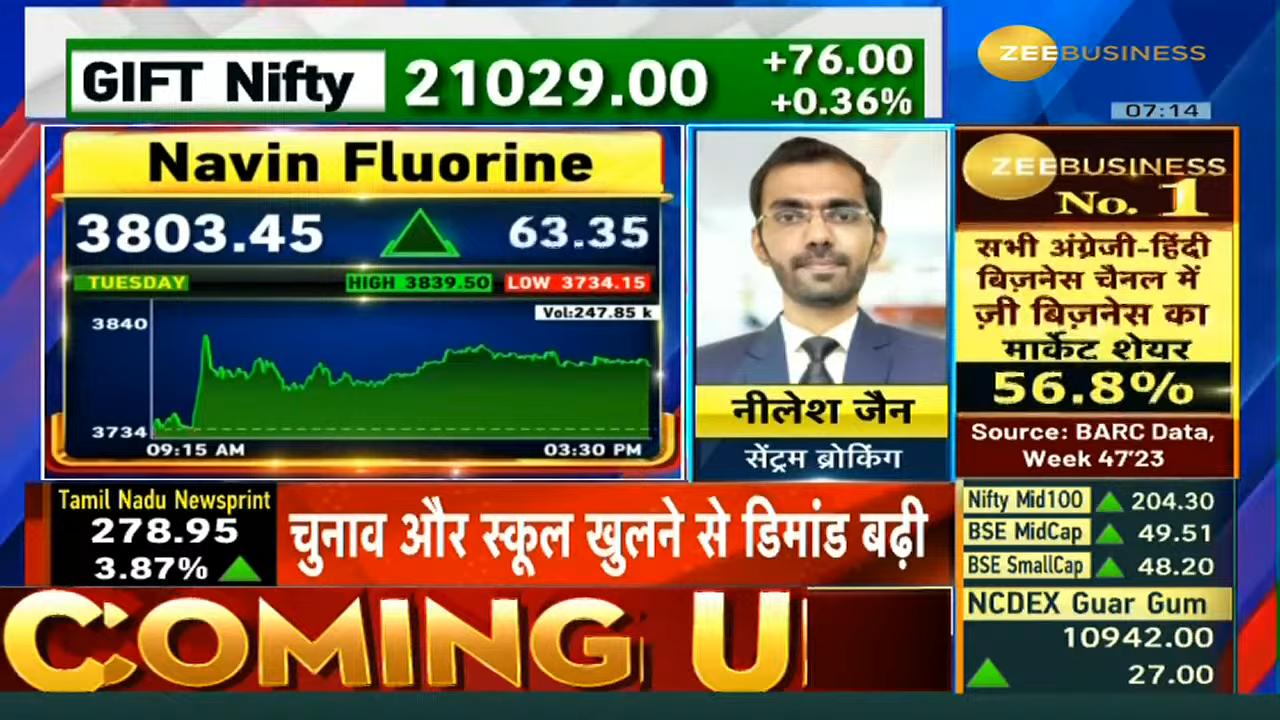 GIFT Nifty
21029.00
+76.00
+0.36%
ZEEBUSINESS
07:14
Navin Fluorine
3803.45
63.35
TUESDAY
HIGH 3839.50
LOW 3734.15
Vol:247.85 k
3840
3734
09:15 AM
03:30 PM
नीलेश जैन
सेंट्रम ब्रोकिंग
ZEEBUSINESS
No. 1
सभी अंग्रेजी-हिंदी
बिज़नेस चैनल में
ज़ी बिज़नेस का
मार्केट शेयर
56.8%
Source: BARC Data,
Week 47'23
Tamil Nadu Newsprint
278.95
3.87%
चुनाव और स्कूल खुलने से डिमांड बढ़ी
Nifty Mid100 204.30
BSE MidCap 49.51
BSE SmallCap 48.20
NCDEX Guar Gum
10942.00
27.00
COMING U